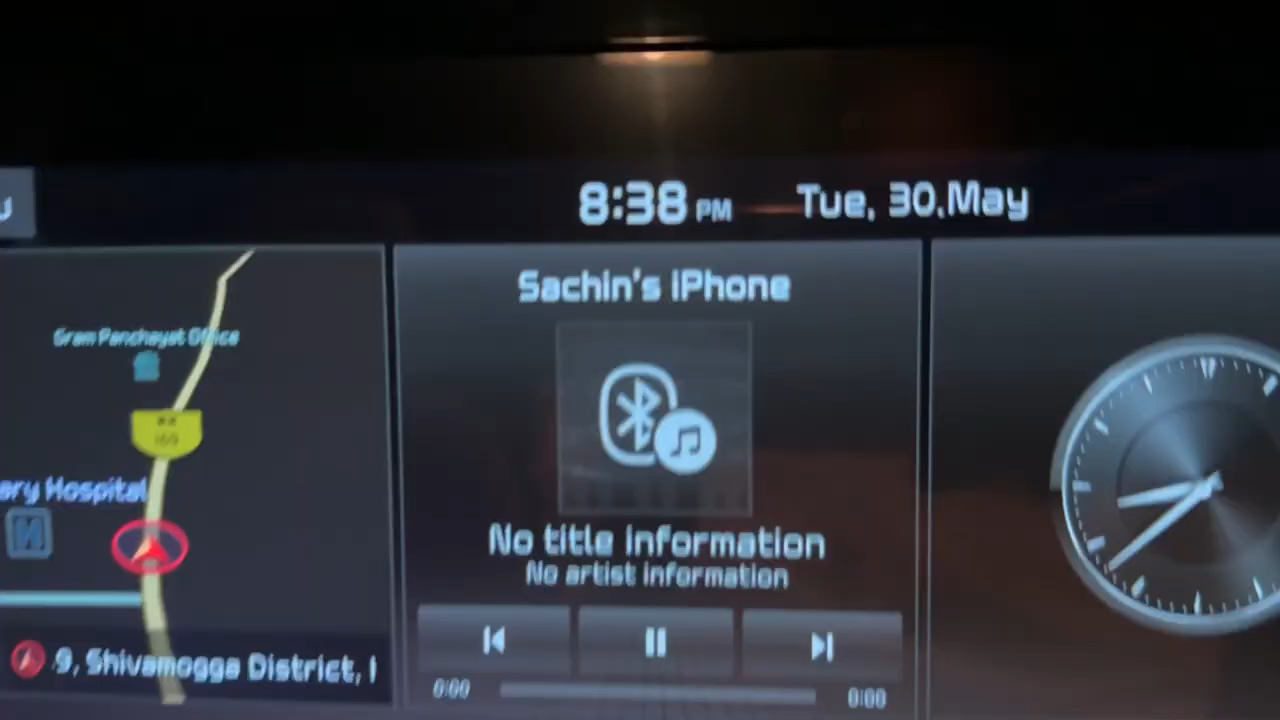 8:38 PM Tue, 30.May
Sachin's iPhone
Gram Panchayat Office
169
ary Hospital
H
No title information
No artist information
9, Shivamogga District, I
0:00 0:00